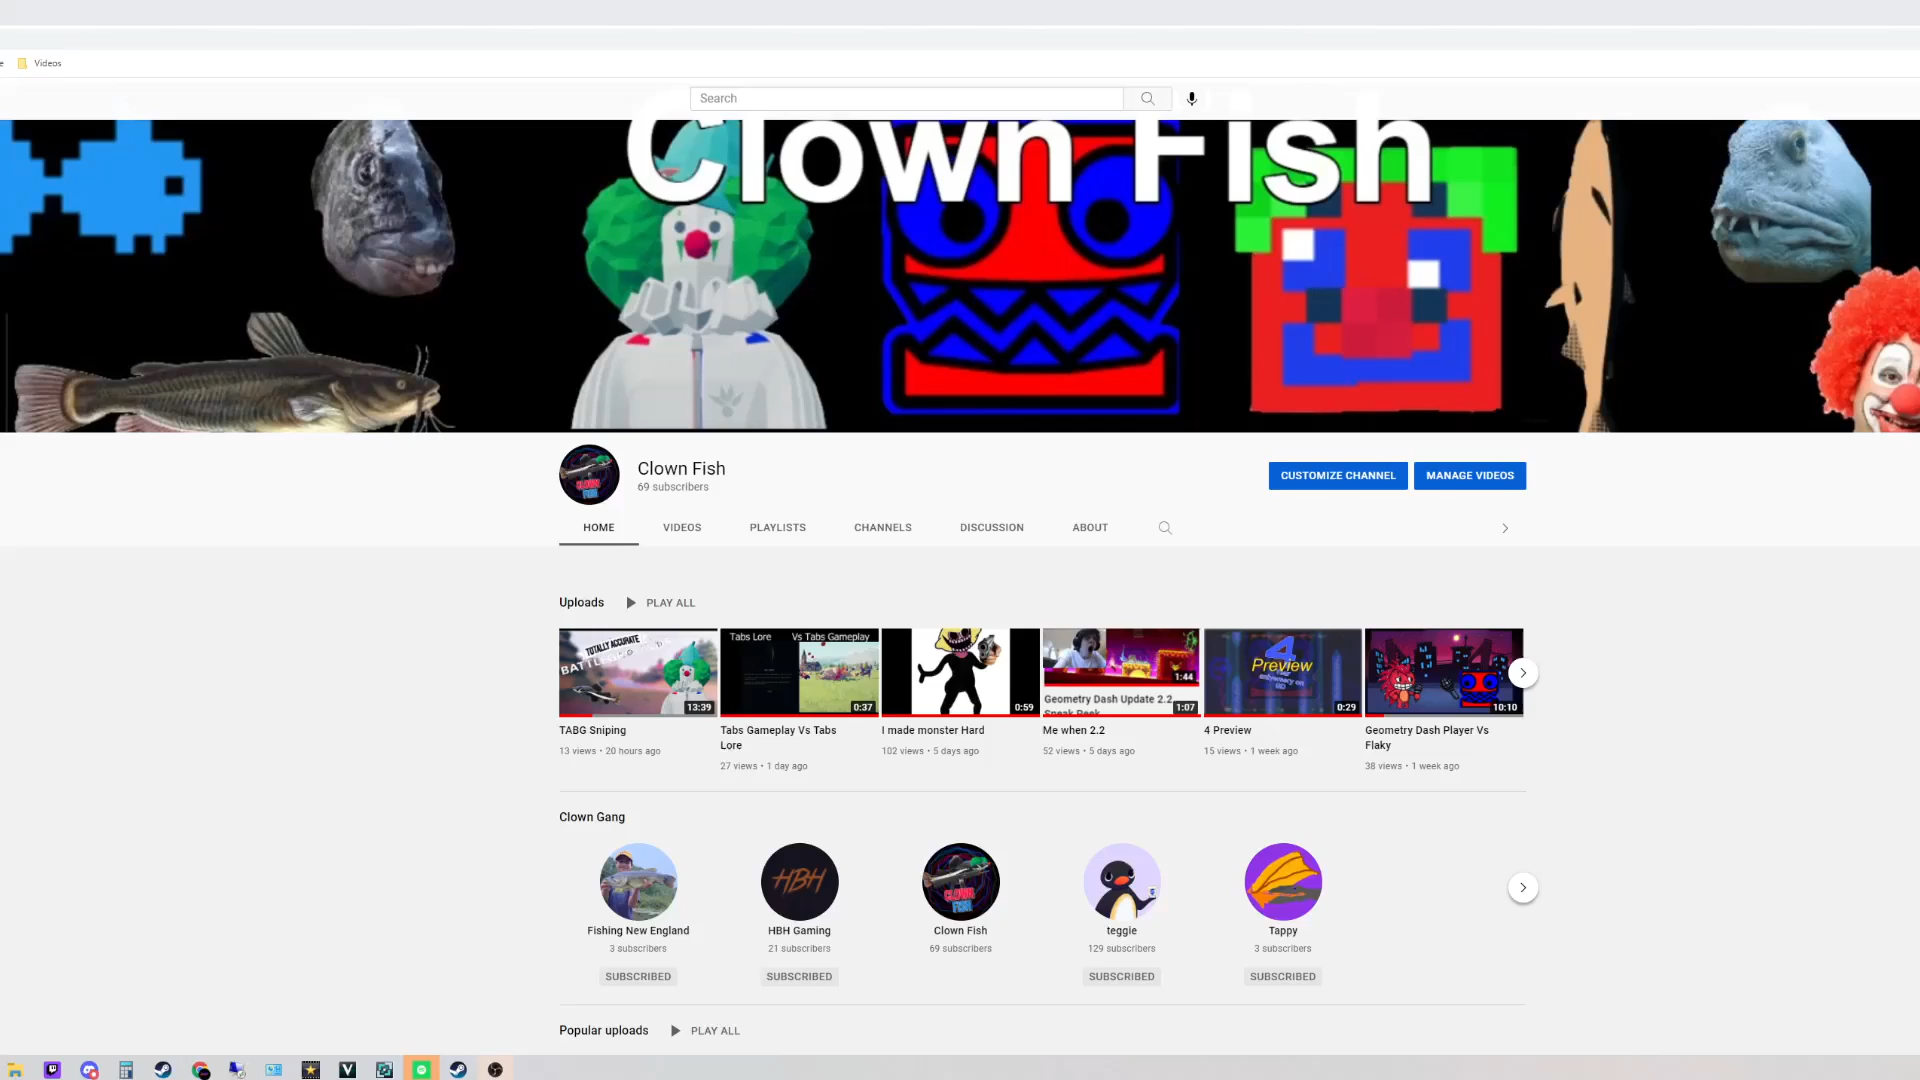 e Videos
Search
Clown Fish
Clown Fish
69 subscribers
CUSTOMIZE CHANNEL MANAGE VIDEOS
HOME VIDEOS PLAYLISTS CHANNELS DISCUSSION ABOUT
Uploads PLAY ALL
TOTALLY ACCURATE
13:39
Tabs Lore Vs Tabs Gameplay
0:37
0:59
1:44
Geometry Dash Update 2.2
Sneak Peek
1:07
4
Preview
0:29
10:10
TABG Sniping
13 views • 20 hours ago
Tabs Gameplay Vs Tabs
Lore
27 views • 1 day ago
I made monster Hard
102 views • 5 days ago
Me when 2.2
52 views • 5 days ago
4 Preview
15 views • 1 week ago
Geometry Dash Player Vs
Flaky
38 views • 1 week ago
Clown Gang
HBH
CLOWN
FISH
Fishing New England
3 subscribers
SUBSCRIBED
HBH Gaming
21 subscribers
SUBSCRIBED
Clown Fish
69 subscribers
teggie
129 subscribers
SUBSCRIBED
Tappy
3 subscribers
SUBSCRIBED
Popular uploads PLAY ALL